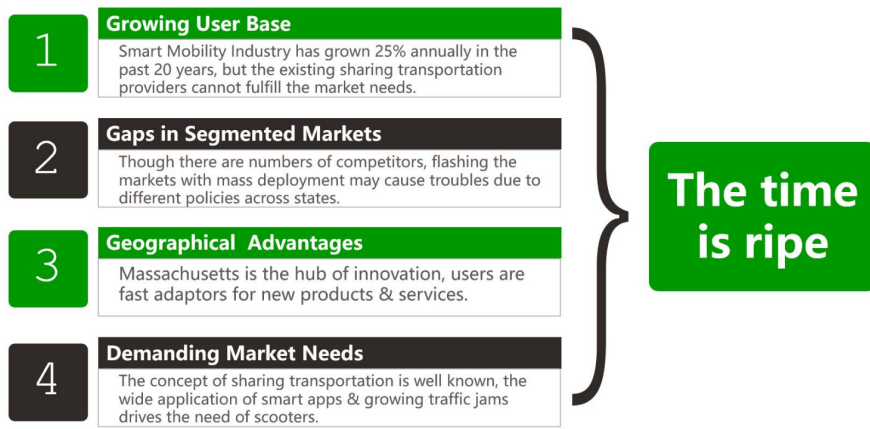 1
Growing User Base
Smart Mobility Industry has grown 25% annually in the
past 20 years, but the existing sharing transportation
providers cannot fulfill the market needs.
2
Gaps in Segmented Markets
Though there are numbers of competitors, flashing the
markets with mass deployment may cause troubles due to
different policies across states.
3
Geographical Advantages
Massachusetts is the hub of innovation, users are
fast adaptors for new products & services.
4
Demanding Market Needs
The concept of sharing transportation is well known, the
wide application of smart apps & growing traffic jams
drives the need of scooters.
The time
is ripe